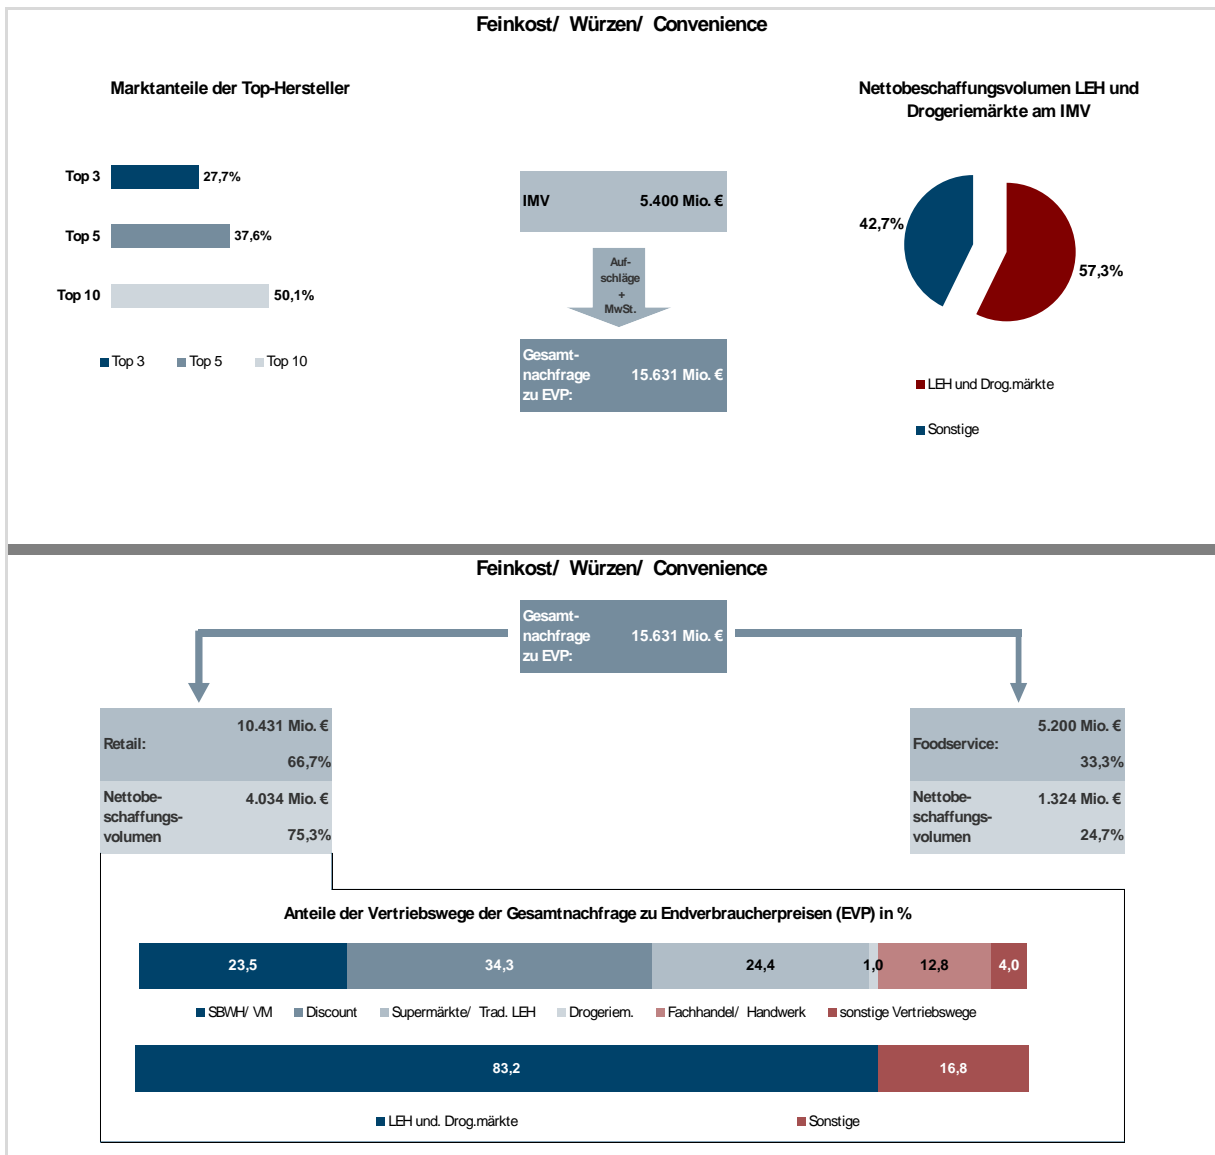 Feinkost/ Würzen/ Convenience
Marktanteile der Top-Hersteller
Top 3
27,7%
Top 5
37,6%
Top 10
50,1%
Top 3
Top 5
Top 10
IMV
5.400 Mio. €
Auf-
schläge
+
MwSt.
Gesamt-
nachfrage
zu EVP:
15.631 Mio. €
Nettobeschaffungsvolumen LEH und
Drogeriemärkte am IMV
42,7%
57,3%
LEH und Drog.märkte
Sonstige
Feinkost/ Würzen/ Convenience
Gesamt-
nachfrage
zu EVP:
15.631 Mio. €
Retail:
10.431 Mio. €
66,7%
Nettobe-
schaffungs-
volumen
4.034 Mio. €
75,3%
Foodservice:
5.200 Mio. €
33,3%
Nettobe-
schaffungs-
volumen
1.324 Mio. €
24,7%
Anteile der Vertriebswege der Gesamtnachfrage zu Endverbraucherpreisen (EVP) in %
23,5
34,3
24,4
1,0
12,8
4,0
SBWH/ VM
Discount
Supermärkte/ Trad. LEH
Drogeriem.
Fachhandel/ Handwerk
sonstige Vertriebswege
83,2
16,8
LEH und. Drog.märkte
Sonstige